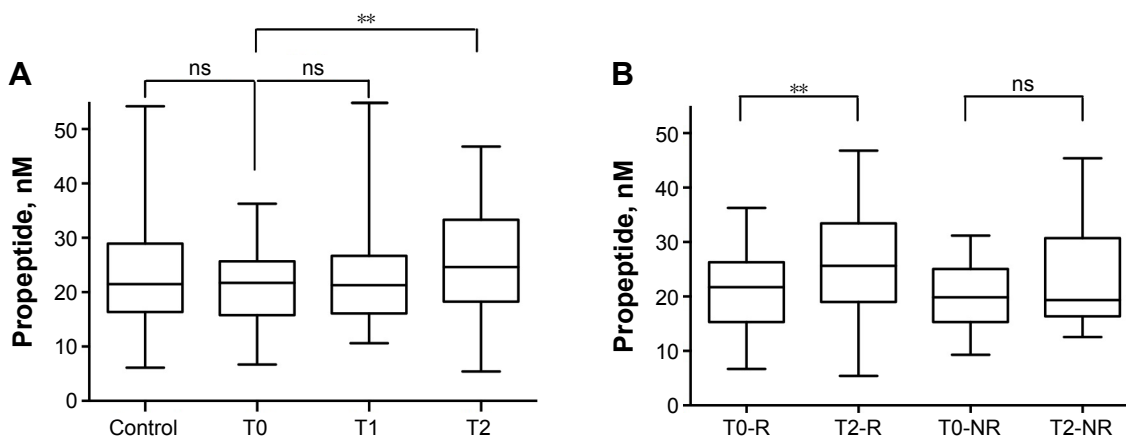 A
**
ns
ns
Propeptide, nM
50
40
30
20
10
0
Control
T0
T1
T2
B
**
ns
Propeptide, nM
50
40
30
20
10
0
T0-R
T2-R
T0-NR
T2-NR